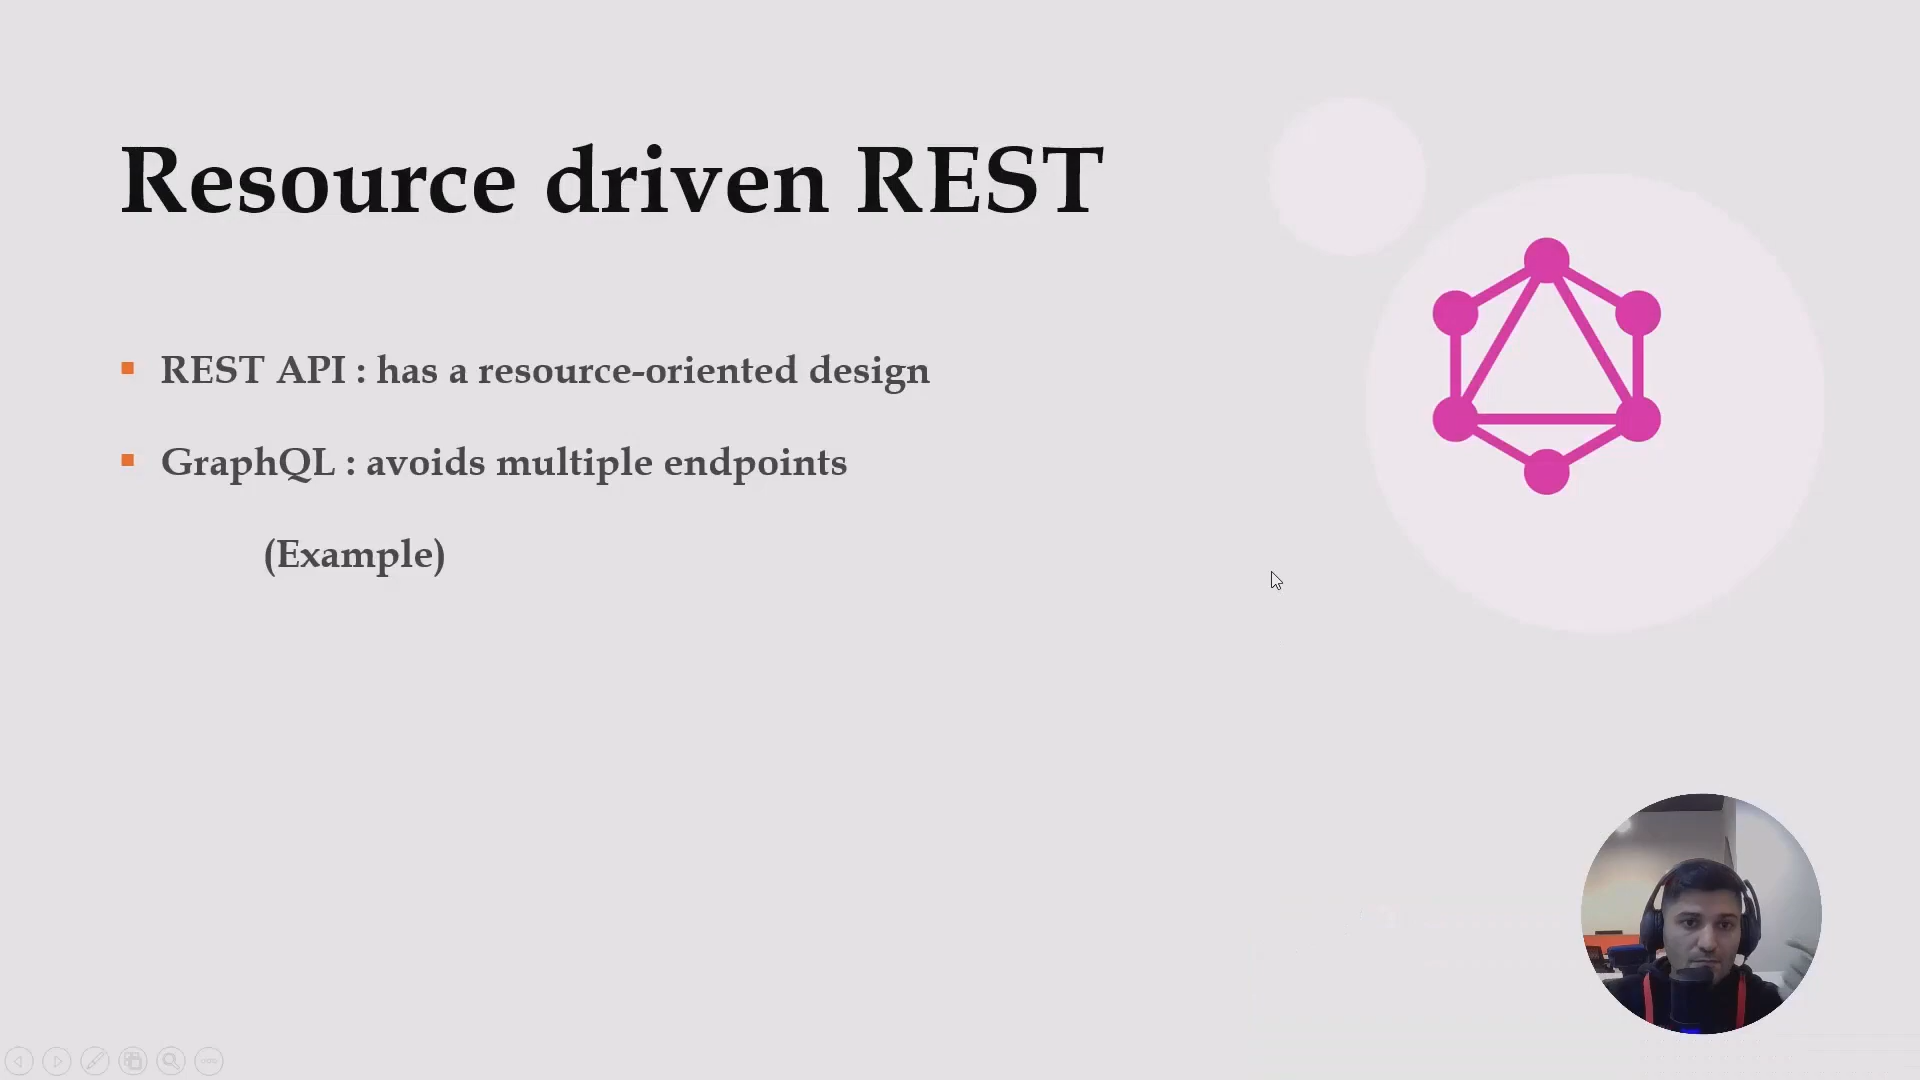 Resource driven REST
REST API : has a resource-oriented design
GraphQL : avoids multiple endpoints
(Example)